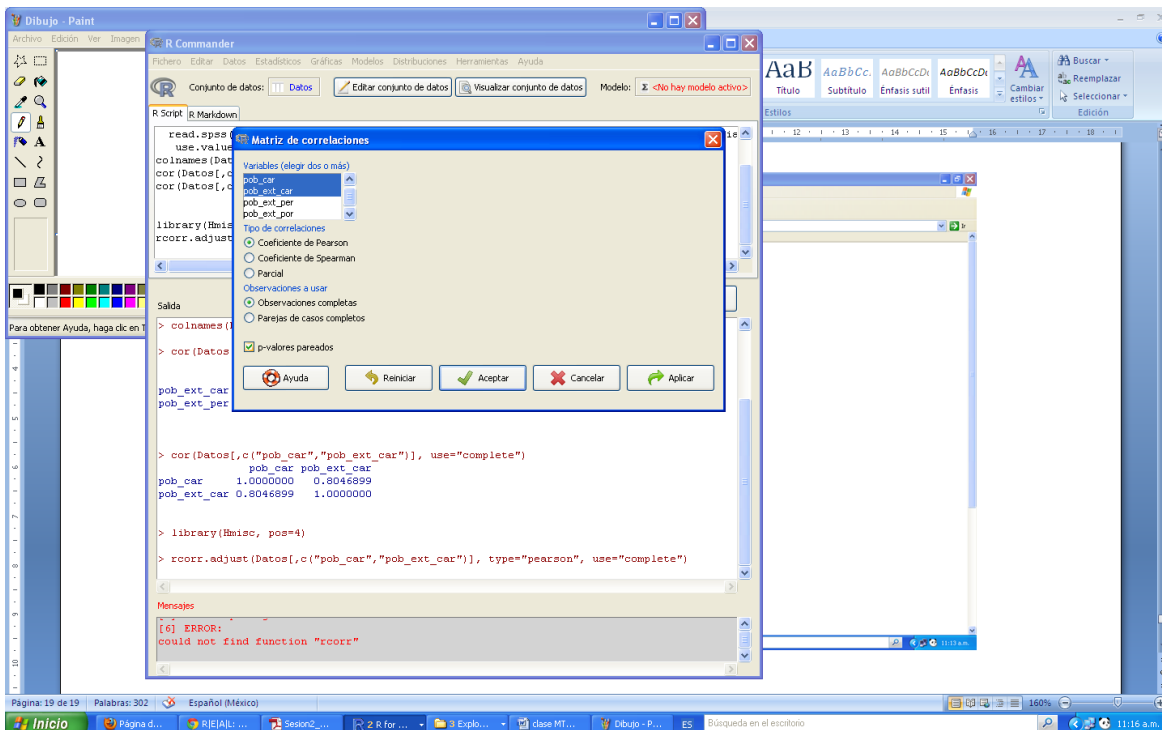 Dibujo - Paint
Archivo Edición Ver Imagen
R Commander
Fichero Editar Datos Estadísticos Gráficas Modelos Distribuciones Herramientas Ayuda
R Conjunto de datos: Datos Editar conjunto de datos Visualizar conjunto de datos Modelo: Σ <No hay modelo activo>
R Script R Markdown
read.spss(
use.value
colnames(Dat
cor(Datos[,c
cor(Datos[,c
library(Hmis
rcorr.adjust
Matriz de correlaciones
Variables (elegir dos o más)
pob_car
pob_ext_car
pob_ext_per
pob_ext_por
Tipo de correlaciones
Coeficiente de Pearson
Coeficiente de Spearman
Parcial
Observaciones a usar
Observaciones completas
Parejas de casos completos
p-valores pareados
Ayuda Reiniciar Aceptar Cancelar Aplicar
Salida
> colnames(
> cor(Datos
pob_ext_car
pob_ext_per
> cor(Datos[,c("pob_car","pob_ext_car")], use="complete")
pob_car pob_ext_car
pob_car 1.0000000 0.8046899
pob_ext_car 0.8046899 1.0000000
> library(Hmisc, pos=4)
> rcorr.adjust(Datos[,c("pob_car","pob_ext_car")], type="pearson", use="complete")
Mensajes
[6] ERROR:
could not find function "rcorr"
Para obtener Ayuda, haga clic en T
AaB AaBbCc. AaBbCcDc AaBbCcDc
Título Subtítulo Énfasis sutil Énfasis
Cambiar estilos
Buscar
Reemplazar
Seleccionar
Estilos Edición
12 13 14 15 16 17 18
11:13 a.m.
Página: 19 de 19 Palabras: 302 Español (México) 160%
Inicio Página d... R|E|A|L: ... Sesion2_... 2 R for ... 3 Explo... clase MT... Dibujo - P... ES Búsqueda en el escritorio 11:16 a.m.